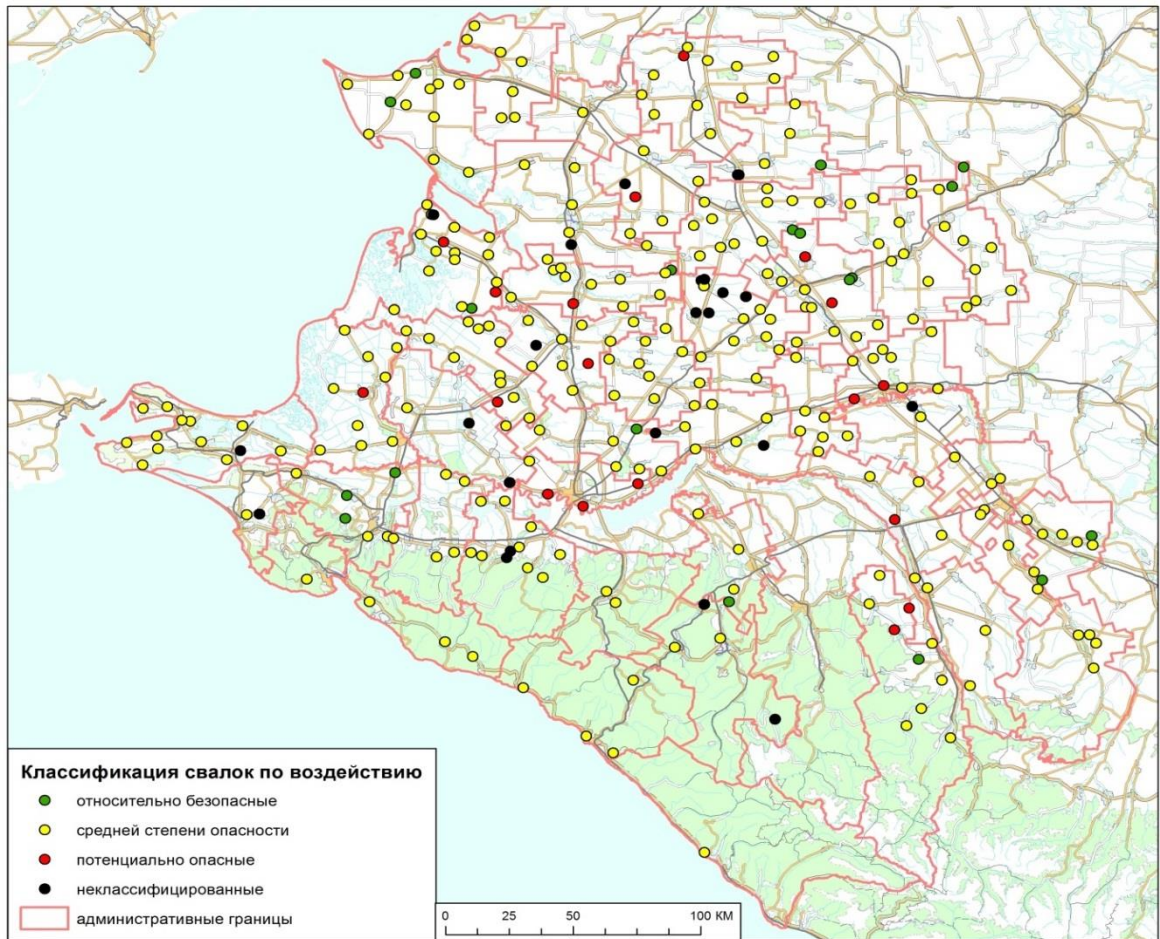 Классификация свалок по воздействию
относительно безопасные
средней степени опасности
потенциально опасные
неклассифицированные
административные границы
0 25 50 100 КМ